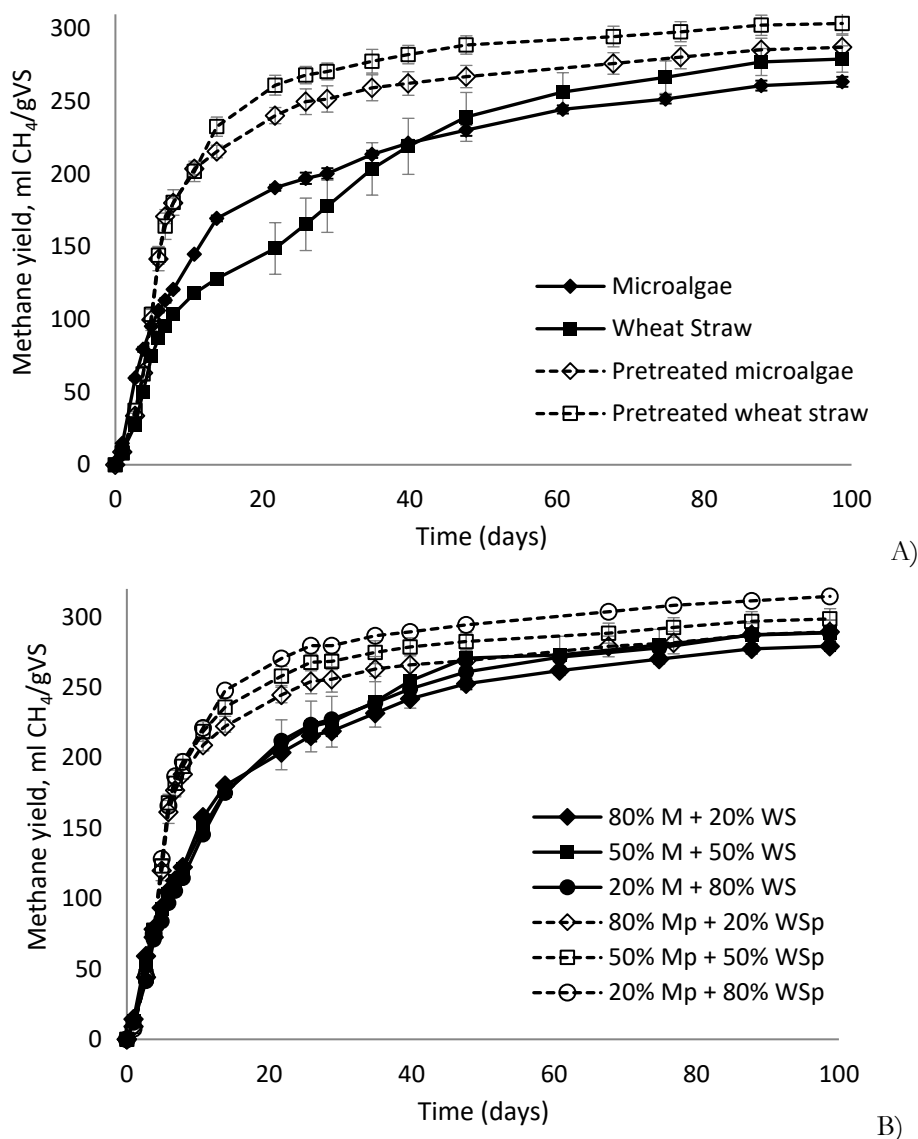 300
250
200
150
100
50
0
Methane yield, ml CH₄/gVS
Microalgae
Wheat Straw
Pretreated microalgae
Pretreated wheat straw
0 20 40 60 80 100
Time (days)
A)
300
250
200
150
100
50
0
Methane yield, ml CH₄/gVS
80% M + 20% WS
50% M + 50% WS
20% M + 80% WS
80% Mp + 20% WSp
50% Mp + 50% WSp
20% Mp + 80% WSp
0 20 40 60 80 100
Time (days)
B)